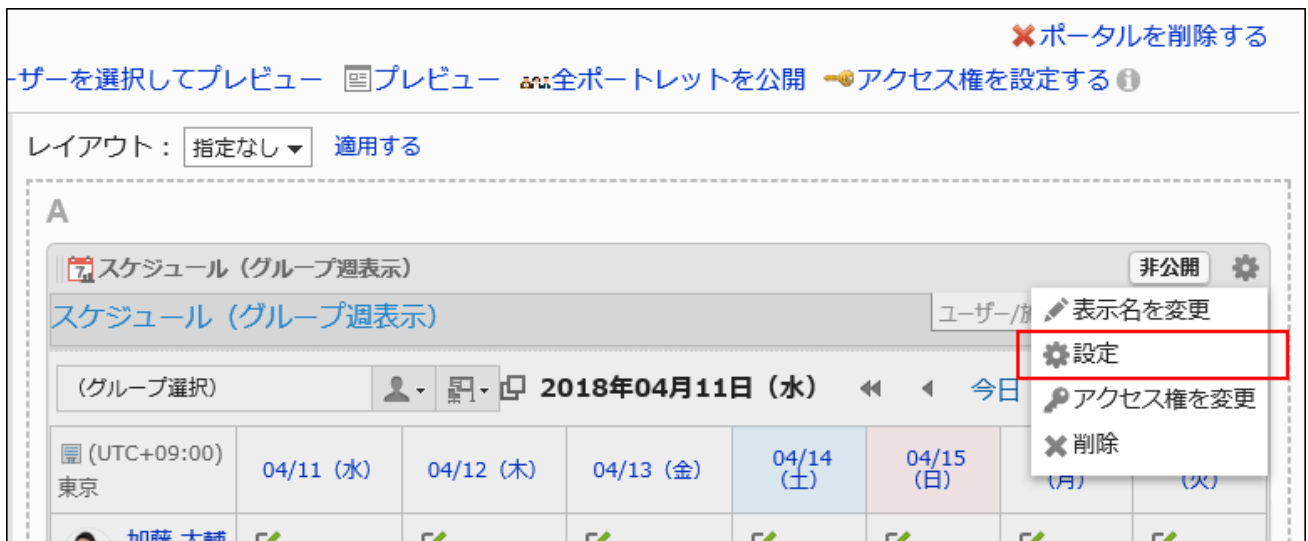 ポータルを削除する
ーザーを選択してプレビュー プレビュー 全ポートレットを公開 アクセス権を設定する
レイアウト： 指定なし 適用する
A
スケジュール（グループ週表示） 非公開
スケジュール（グループ週表示） ユーザー/
表示名を変更
設定
アクセス権を変更
削除
（グループ選択） 2018年04月11日（水） 今日
(UTC+09:00)
東京
04/11（水） 04/12（木） 04/13（金） 04/14
（土） 04/15
（日）
（月） （火）
加藤 大輔